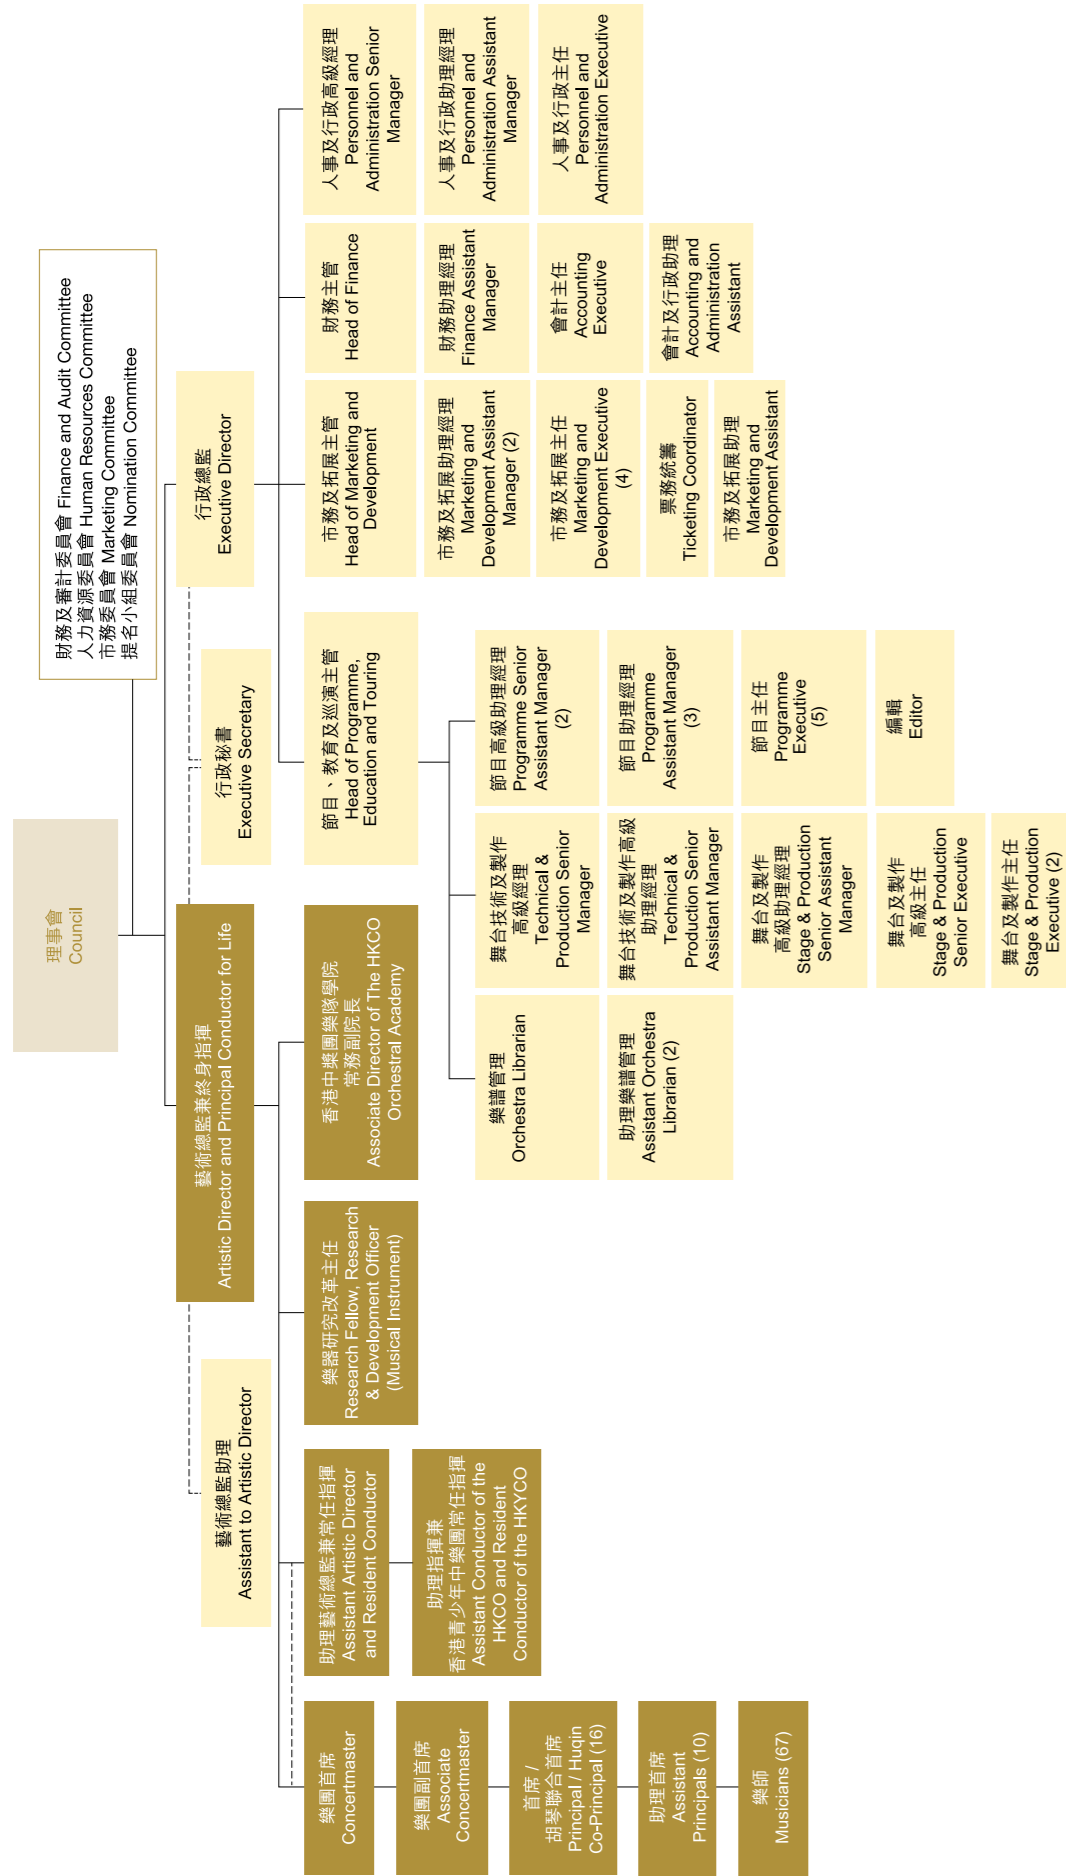 理事會
Council
財務及審計委員會 Finance and Audit Committee
人力資源委員會 Human Resources Committee
市務委員會 Marketing Committee
提名小組委員會 Nomination Committee
藝術總監兼終身指揮
Artistic Director and Principal Conductor for Life
行政總監
Executive Director
藝術總監助理
Assistant to Artistic Director
行政秘書
Executive Secretary
樂團首席
Concertmaster
樂團副首席
Associate
Concertmaster
首席 /
胡琴聯合首席
Principal / Huqin
Co-Principal (16)
助理首席
Assistant
Principals (10)
樂師
Musicians (67)
助理藝術總監兼常任指揮
Assistant Artistic Director
and Resident Conductor
助理指揮兼
香港青少年中樂團常任指揮
Assistant Conductor of the
HKCO and Resident
Conductor of the HKYCO
樂器研究改革主任
Research Fellow, Research
& Development Officer
(Musical Instrument)
香港中樂團樂隊學院
常務副院長
Associate Director of The HKCO
Orchestral Academy
節目、教育及巡演主管
Head of Programme,
Education and Touring
樂譜管理
Orchestra Librarian
助理樂譜管理
Assistant Orchestra
Librarian (2)
舞台技術及製作
高級經理
Technical &
Production Senior
Manager
舞台技術及製作高級
助理經理
Technical &
Production Senior
Assistant Manager
舞台及製作
高級助理經理
Stage & Production
Senior Assistant
Manager
舞台及製作
高級主任
Stage & Production
Senior Executive
舞台及製作主任
Stage & Production
Executive (2)
節目高級助理經理
Programme Senior
Assistant Manager
(2)
節目助理經理
Programme
Assistant Manager
(3)
節目主任
Programme
Executive
(5)
編輯
Editor
市務及拓展主管
Head of Marketing and
Development
市務及拓展助理經理
Marketing and
Development Assistant
Manager (2)
市務及拓展主任
Marketing and
Development Executive
(4)
票務統籌
Ticketing Coordinator
市務及拓展助理
Marketing and
Development Assistant
財務主管
Head of Finance
財務助理經理
Finance Assistant
Manager
會計主任
Accounting
Executive
會計及行政助理
Accounting and
Administration
Assistant
人事及行政高級經理
Personnel and
Administration Senior
Manager
人事及行政助理經理
Personnel and
Administration Assistant
Manager
人事及行政主任
Personnel and
Administration Executive